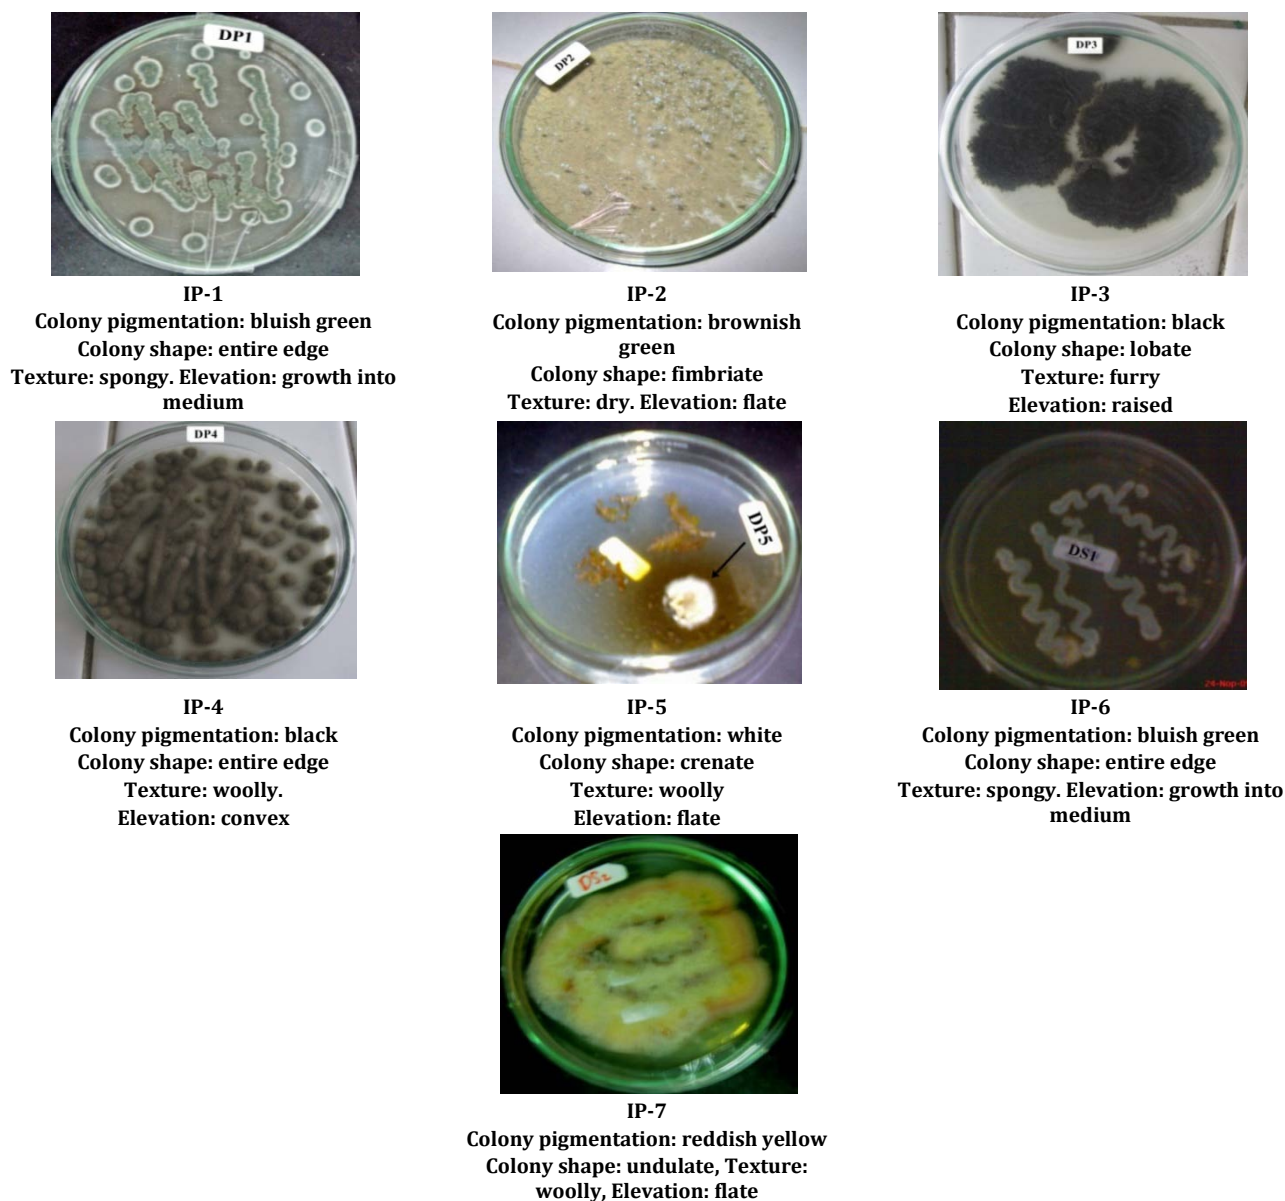 DP1
IP-1
Colony pigmentation: bluish green
Colony shape: entire edge
Texture: spongy. Elevation: growth into
medium
DP2
IP-2
Colony pigmentation: brownish
green
Colony shape: fimbriate
Texture: dry. Elevation: flate
DP3
IP-3
Colony pigmentation: black
Colony shape: lobate
Texture: furry
Elevation: raised
DP4
IP-4
Colony pigmentation: black
Colony shape: entire edge
Texture: woolly.
Elevation: convex
DP5
IP-5
Colony pigmentation: white
Colony shape: crenate
Texture: woolly
Elevation: flate
DS1
IP-6
Colony pigmentation: bluish green
Colony shape: entire edge
Texture: spongy. Elevation: growth into
medium
DS2
IP-7
Colony pigmentation: reddish yellow
Colony shape: undulate, Texture:
woolly, Elevation: flate